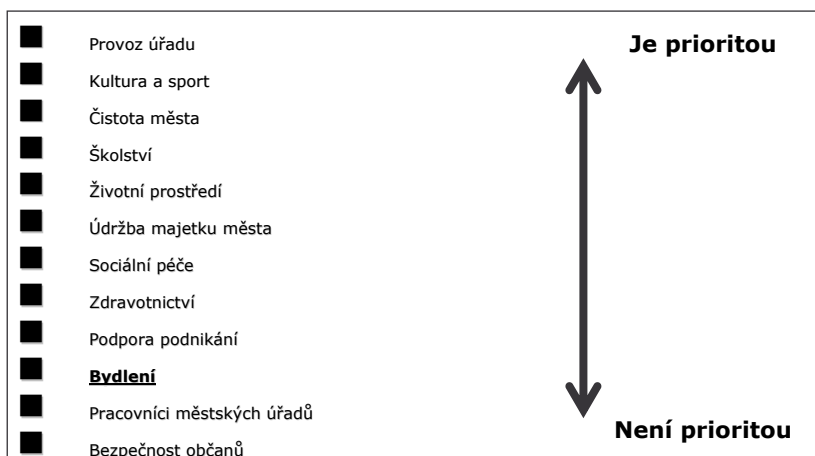 Provoz úřadu
Je prioritou
Kultura a sport
Čistota města
Školství
Životní prostředí
Údržba majetku města
Sociální péče
Zdravotnictví
Podpora podnikání
Bydlení
Pracovníci městských úřadů
Není prioritou
Bezpečnost občanů